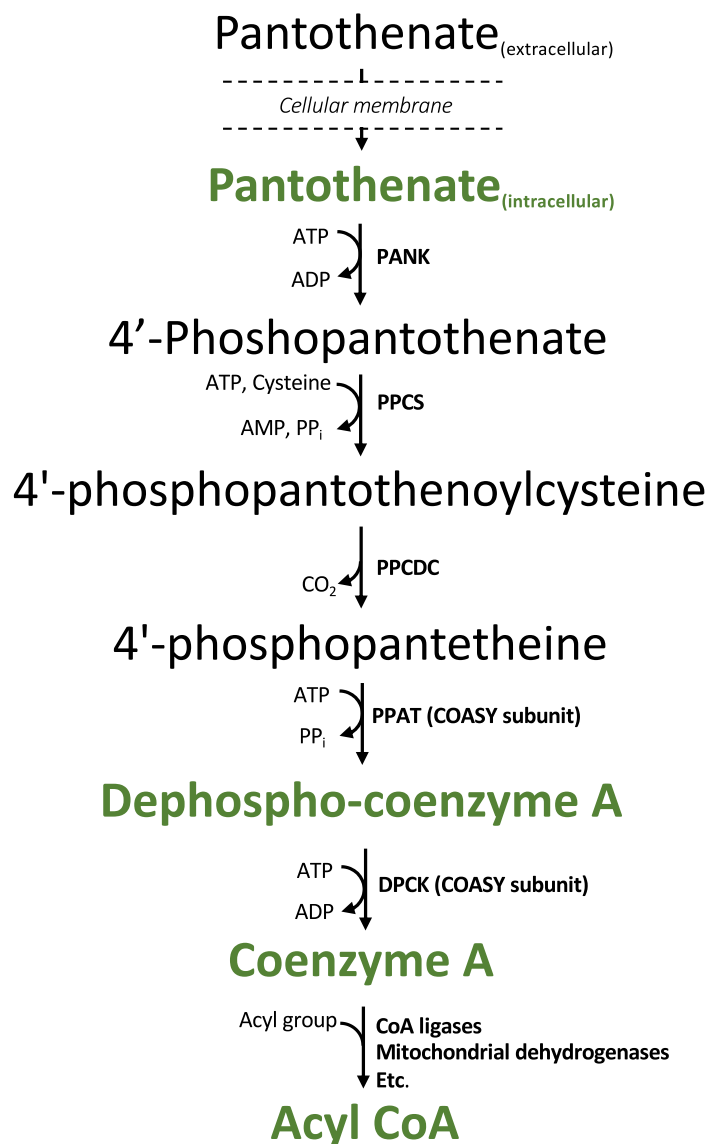 Pantothenate(extracellular)
Cellular membrane
Pantothenate(intracellular)
ATP
PANK
ADP
4’-Phoshopantothenate
ATP, Cysteine
PPCS
AMP, PPi
4'-phosphopantothenoylcysteine
PPCDC
CO2
4'-phosphopantetheine
ATP
PPAT (COASY subunit)
PPi
Dephospho-coenzyme A
ATP
DPCK (COASY subunit)
ADP
Coenzyme A
Acyl group
CoA ligases
Mitochondrial dehydrogenases
Etc.
Acyl CoA